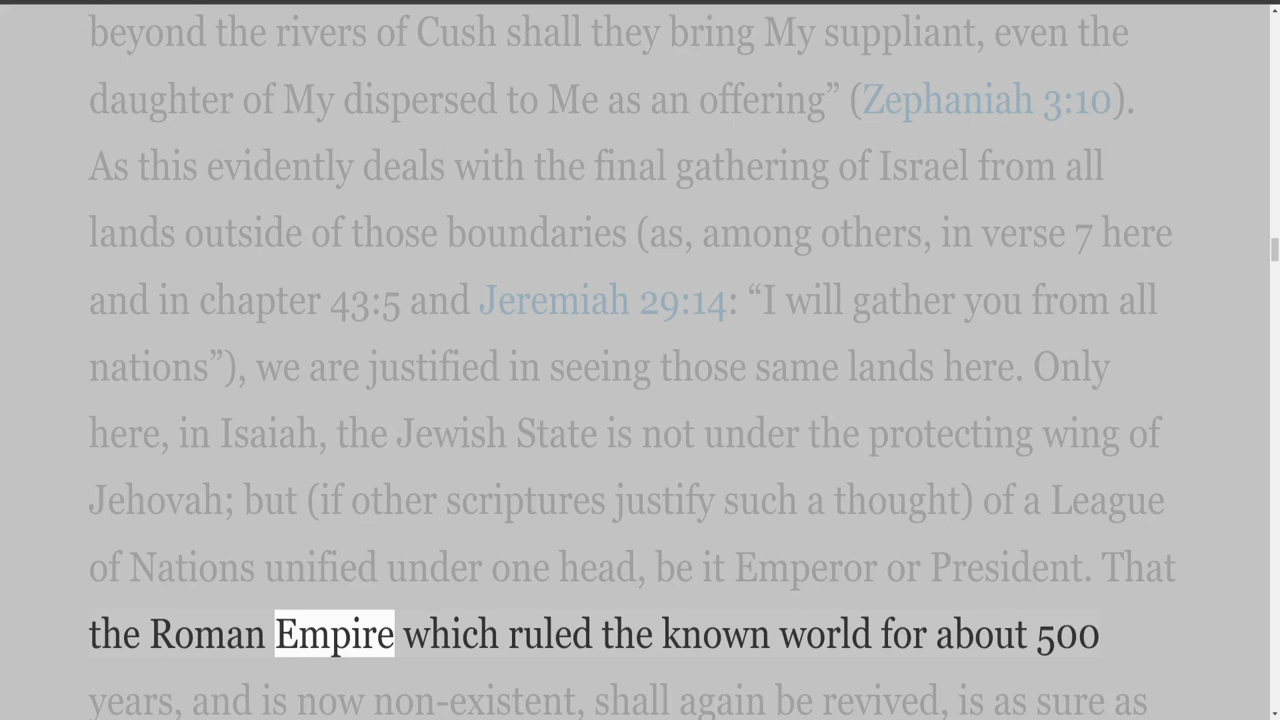 beyond the rivers of Cush shall they bring My suppliant, even the
daughter of My dispersed to Me as an offering” (Zephaniah 3:10).
As this evidently deals with the final gathering of Israel from all
lands outside of those boundaries (as, among others, in verse 7 here
and in chapter 43:5 and Jeremiah 29:14: “I will gather you from all
nations”), we are justified in seeing those same lands here. Only
here, in Isaiah, the Jewish State is not under the protecting wing of
Jehovah; but (if other scriptures justify such a thought) of a League
of Nations unified under one head, be it Emperor or President. That
the Roman Empire which ruled the known world for about 500
years, and is now non-existent, shall again be revived, is as sure as